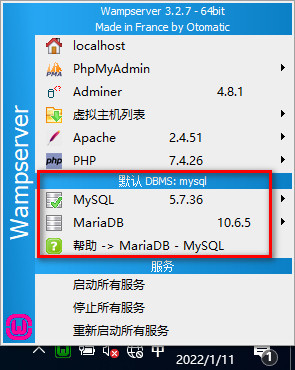 Wampserver 3.2.7 - 64bit
Made in France by Otomatic
Wampserver
localhost
PMA PhpMyAdmin
Adminer 4.8.1
虚拟主机列表
Apache 2.4.51
php PHP 7.4.26
默认 DBMS: mysql
MySQL 5.7.36
MariaDB 10.6.5
帮助 -> MariaDB - MySQL
服务
启动所有服务
停止所有服务
重新启动所有服务
中
2022/1/11
1